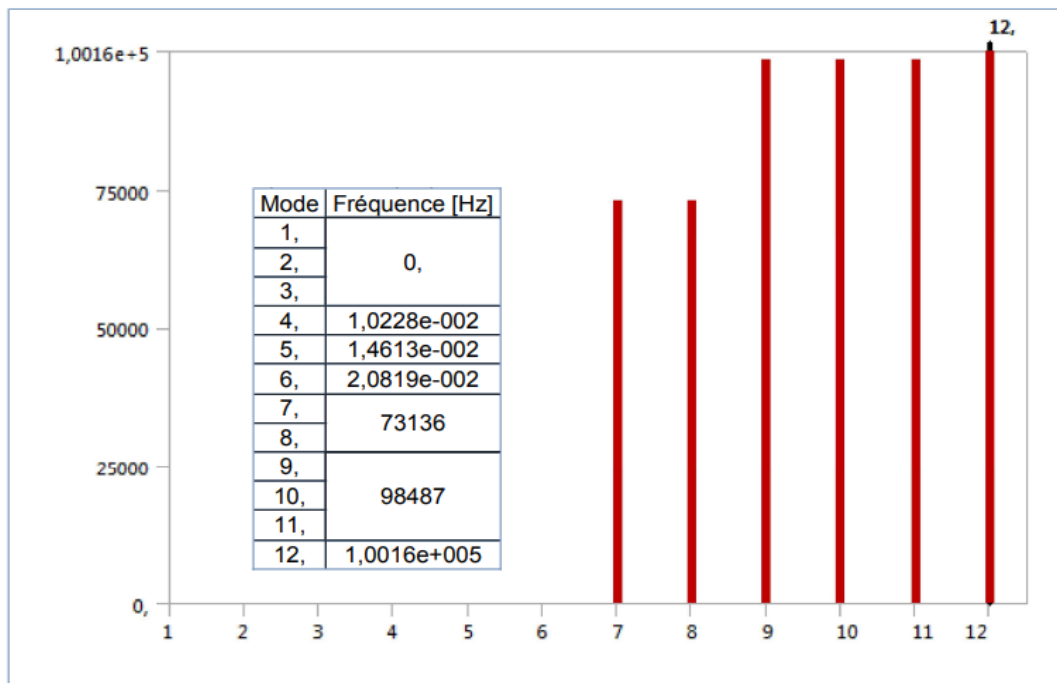 12,
1,0016e+5
75000
50000
25000
0,
Mode Fréquence [Hz]
1,
2, 0,
3,
4, 1,0228e-002
5, 1,4613e-002
6, 2,0819e-002
7,
73136
8,
9,
10, 98487
11,
12, 1,0016e+005
1 2 3 4 5 6 7 8 9 10 11 12